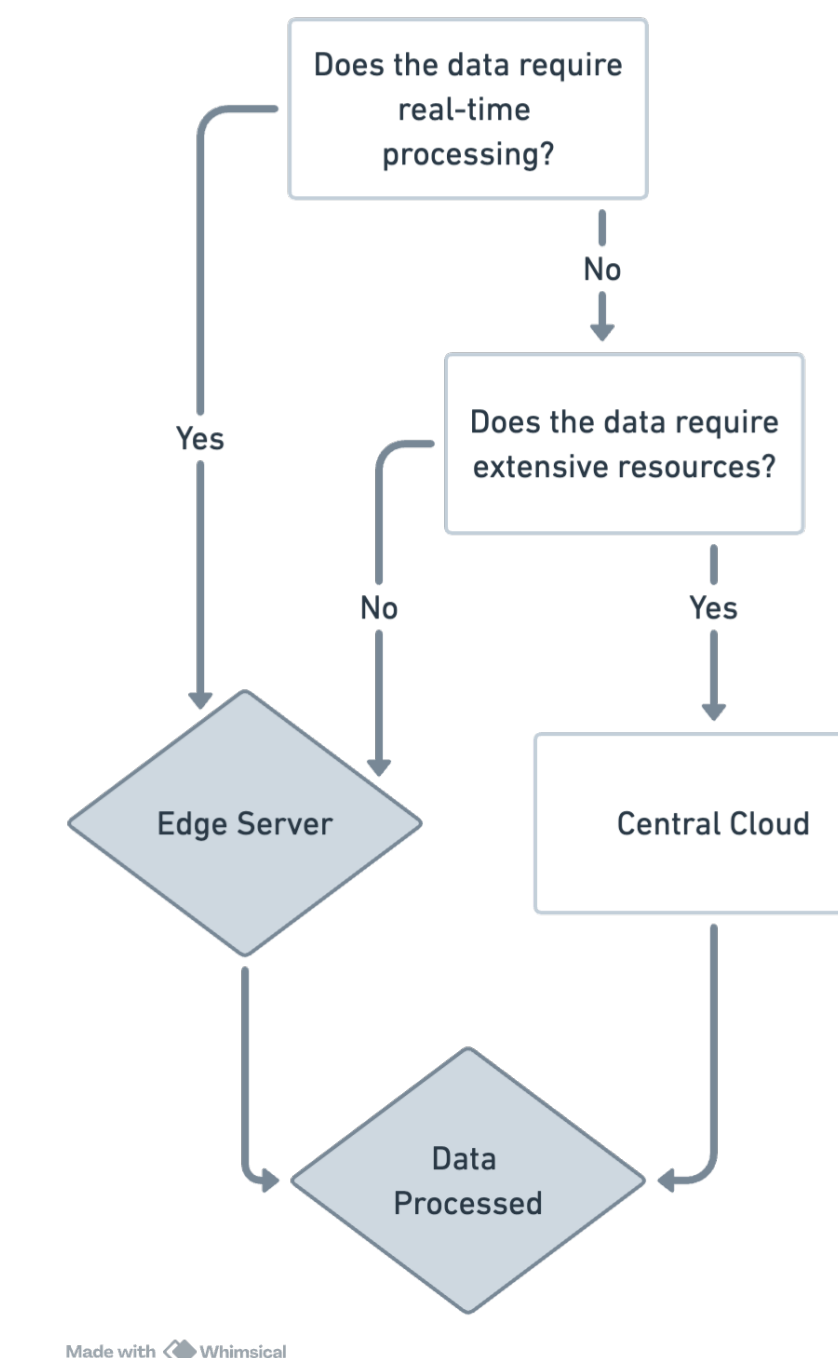 Does the data require
real-time
processing?
No
Does the data require
extensive resources?
Yes
No
Yes
Edge Server
Central Cloud
Data
Processed
Made with Whimsical